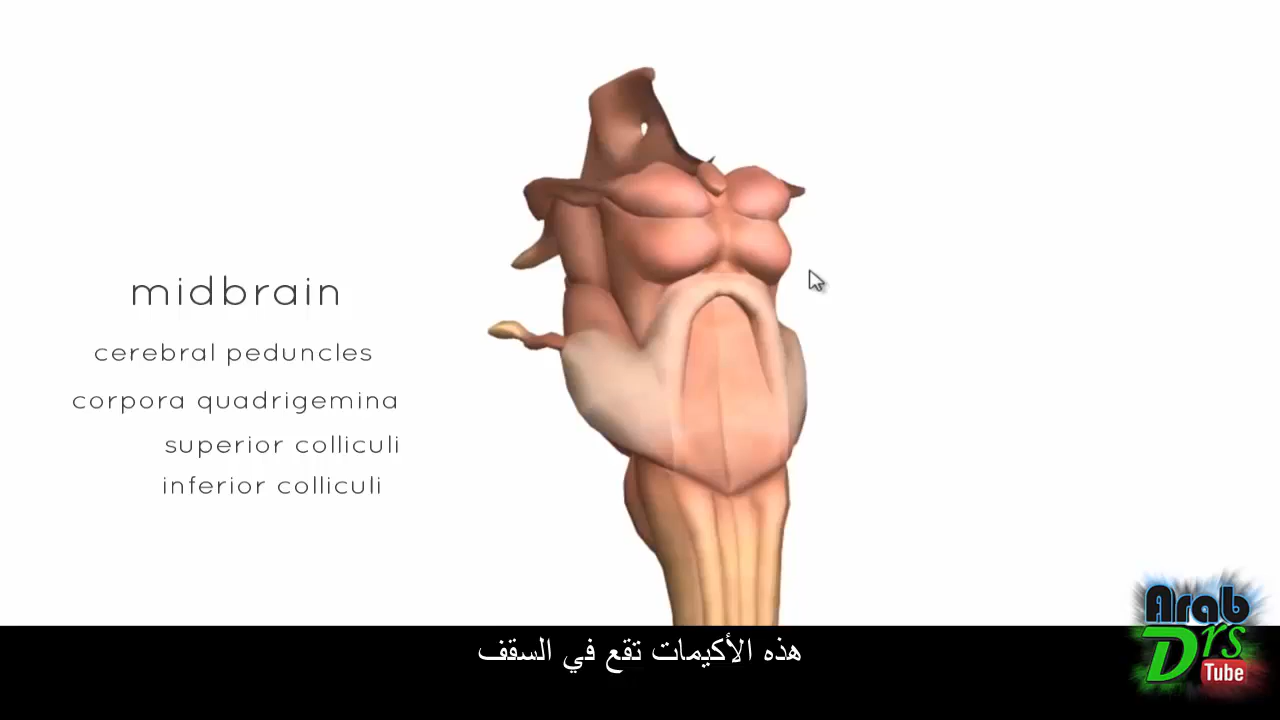 midbrain
cerebral peduncles
corpora quadrigemina
superior colliculi
inferior colliculi
هذه الأكيمات تقع في السقف
Arab
Drs
Tube